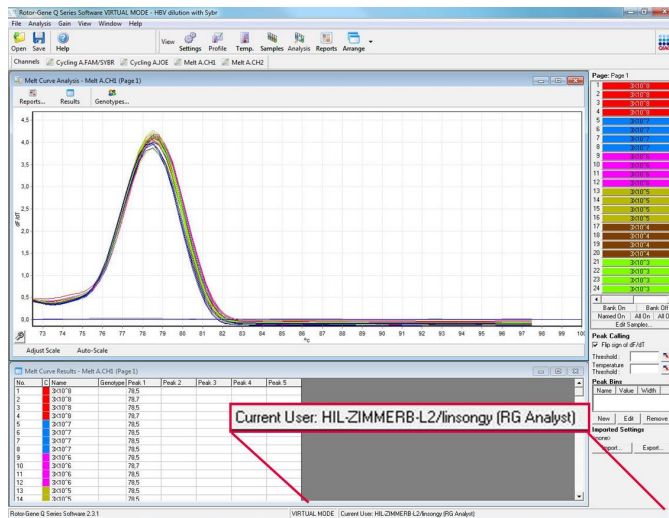 Rotor-Gene Q Series Software VIRTUAL MODE - HBV dilution with Sybr
File Analysis Gain View Window Help
Open Save Help View Settings Profile Temp. Samples Analysis Reports Arrange
Channels Cycling A.FAM/SYBR Cycling A.JOE Melt A.CH1 Melt A.CH2
Melt Curve Analysis - Melt A.CH1 (Page 1)
Reports... Results Genotypes...
4,5
4,0
3,5
3,0
2,5
2,0
1,5
1,0
0,5
0,0
dF/dT
73 74 75 76 77 78 79 80 81 82 83 84 85 86 87 88 89 90 91 92 93 94 95 96 97 98 99 100
°C
Adjust Scale Auto-Scale
Page: Page 1
1 3x10^8
2 3x10^8
3 3x10^8
4 3x10^8
5 3x10^7
6 3x10^7
7 3x10^7
8 3x10^7
9 3x10^6
10 3x10^6
11 3x10^6
12 3x10^6
13 3x10^5
14 3x10^5
15 3x10^5
16 3x10^5
17 3x10^4
18 3x10^4
19 3x10^4
20 3x10^4
21 3x10^3
22 3x10^3
23 3x10^3
24 3x10^3
Bank On Bank Off
Named On All On All O
Edit Samples...
Peak Calling
Flip sign of dF/dT
Threshold :
Temperature
Threshold :
Peak Bins
Name Value Width
New Edit Remove
Imported Settings
(none)
Import... Export...
Melt Curve Results - Melt A.CH1 (Page 1)
No. C Name Genotype Peak 1 Peak 2 Peak 3 Peak 4 Peak 5
1 3x10^8 78,5
2 3x10^8 78,7
3 3x10^8 78,5
4 3x10^8 78,7
5 3x10^7 78,5
6 3x10^7 78,5
7 3x10^7 78,5
8 3x10^7 78,5
9 3x10^6 78,5
10 3x10^6 78,7
11 3x10^6 78,7
12 3x10^6 78,5
13 3x10^5 78,5
14 3x10^5 78,5
Current User: HIL-ZIMMERB-L2/linsongy (RG Analyst)
Rotor-Gene Q Series Software 2.3.1 VIRTUAL MODE Current User: HIL-ZIMMERB-L2/linsongy (RG Analyst)